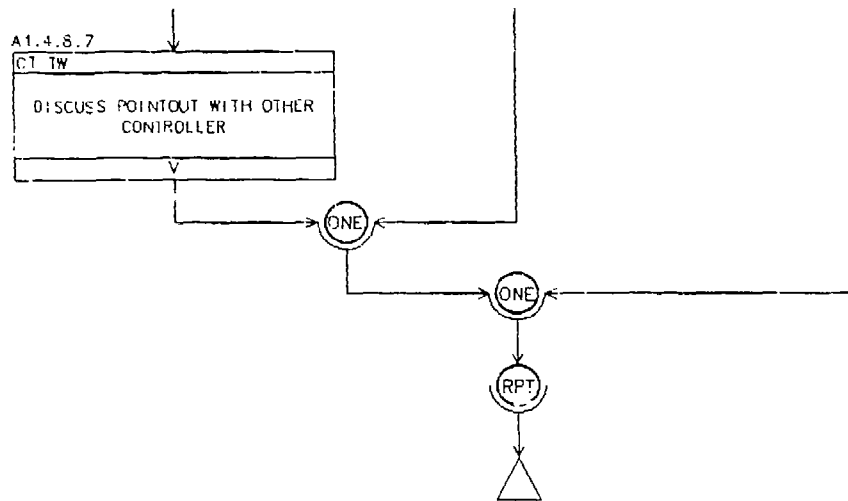 A1.4.8.7
CT TW
DISCUSS POINTOUT WITH OTHER
CONTROLLER
V
ONE
ONE
RPT